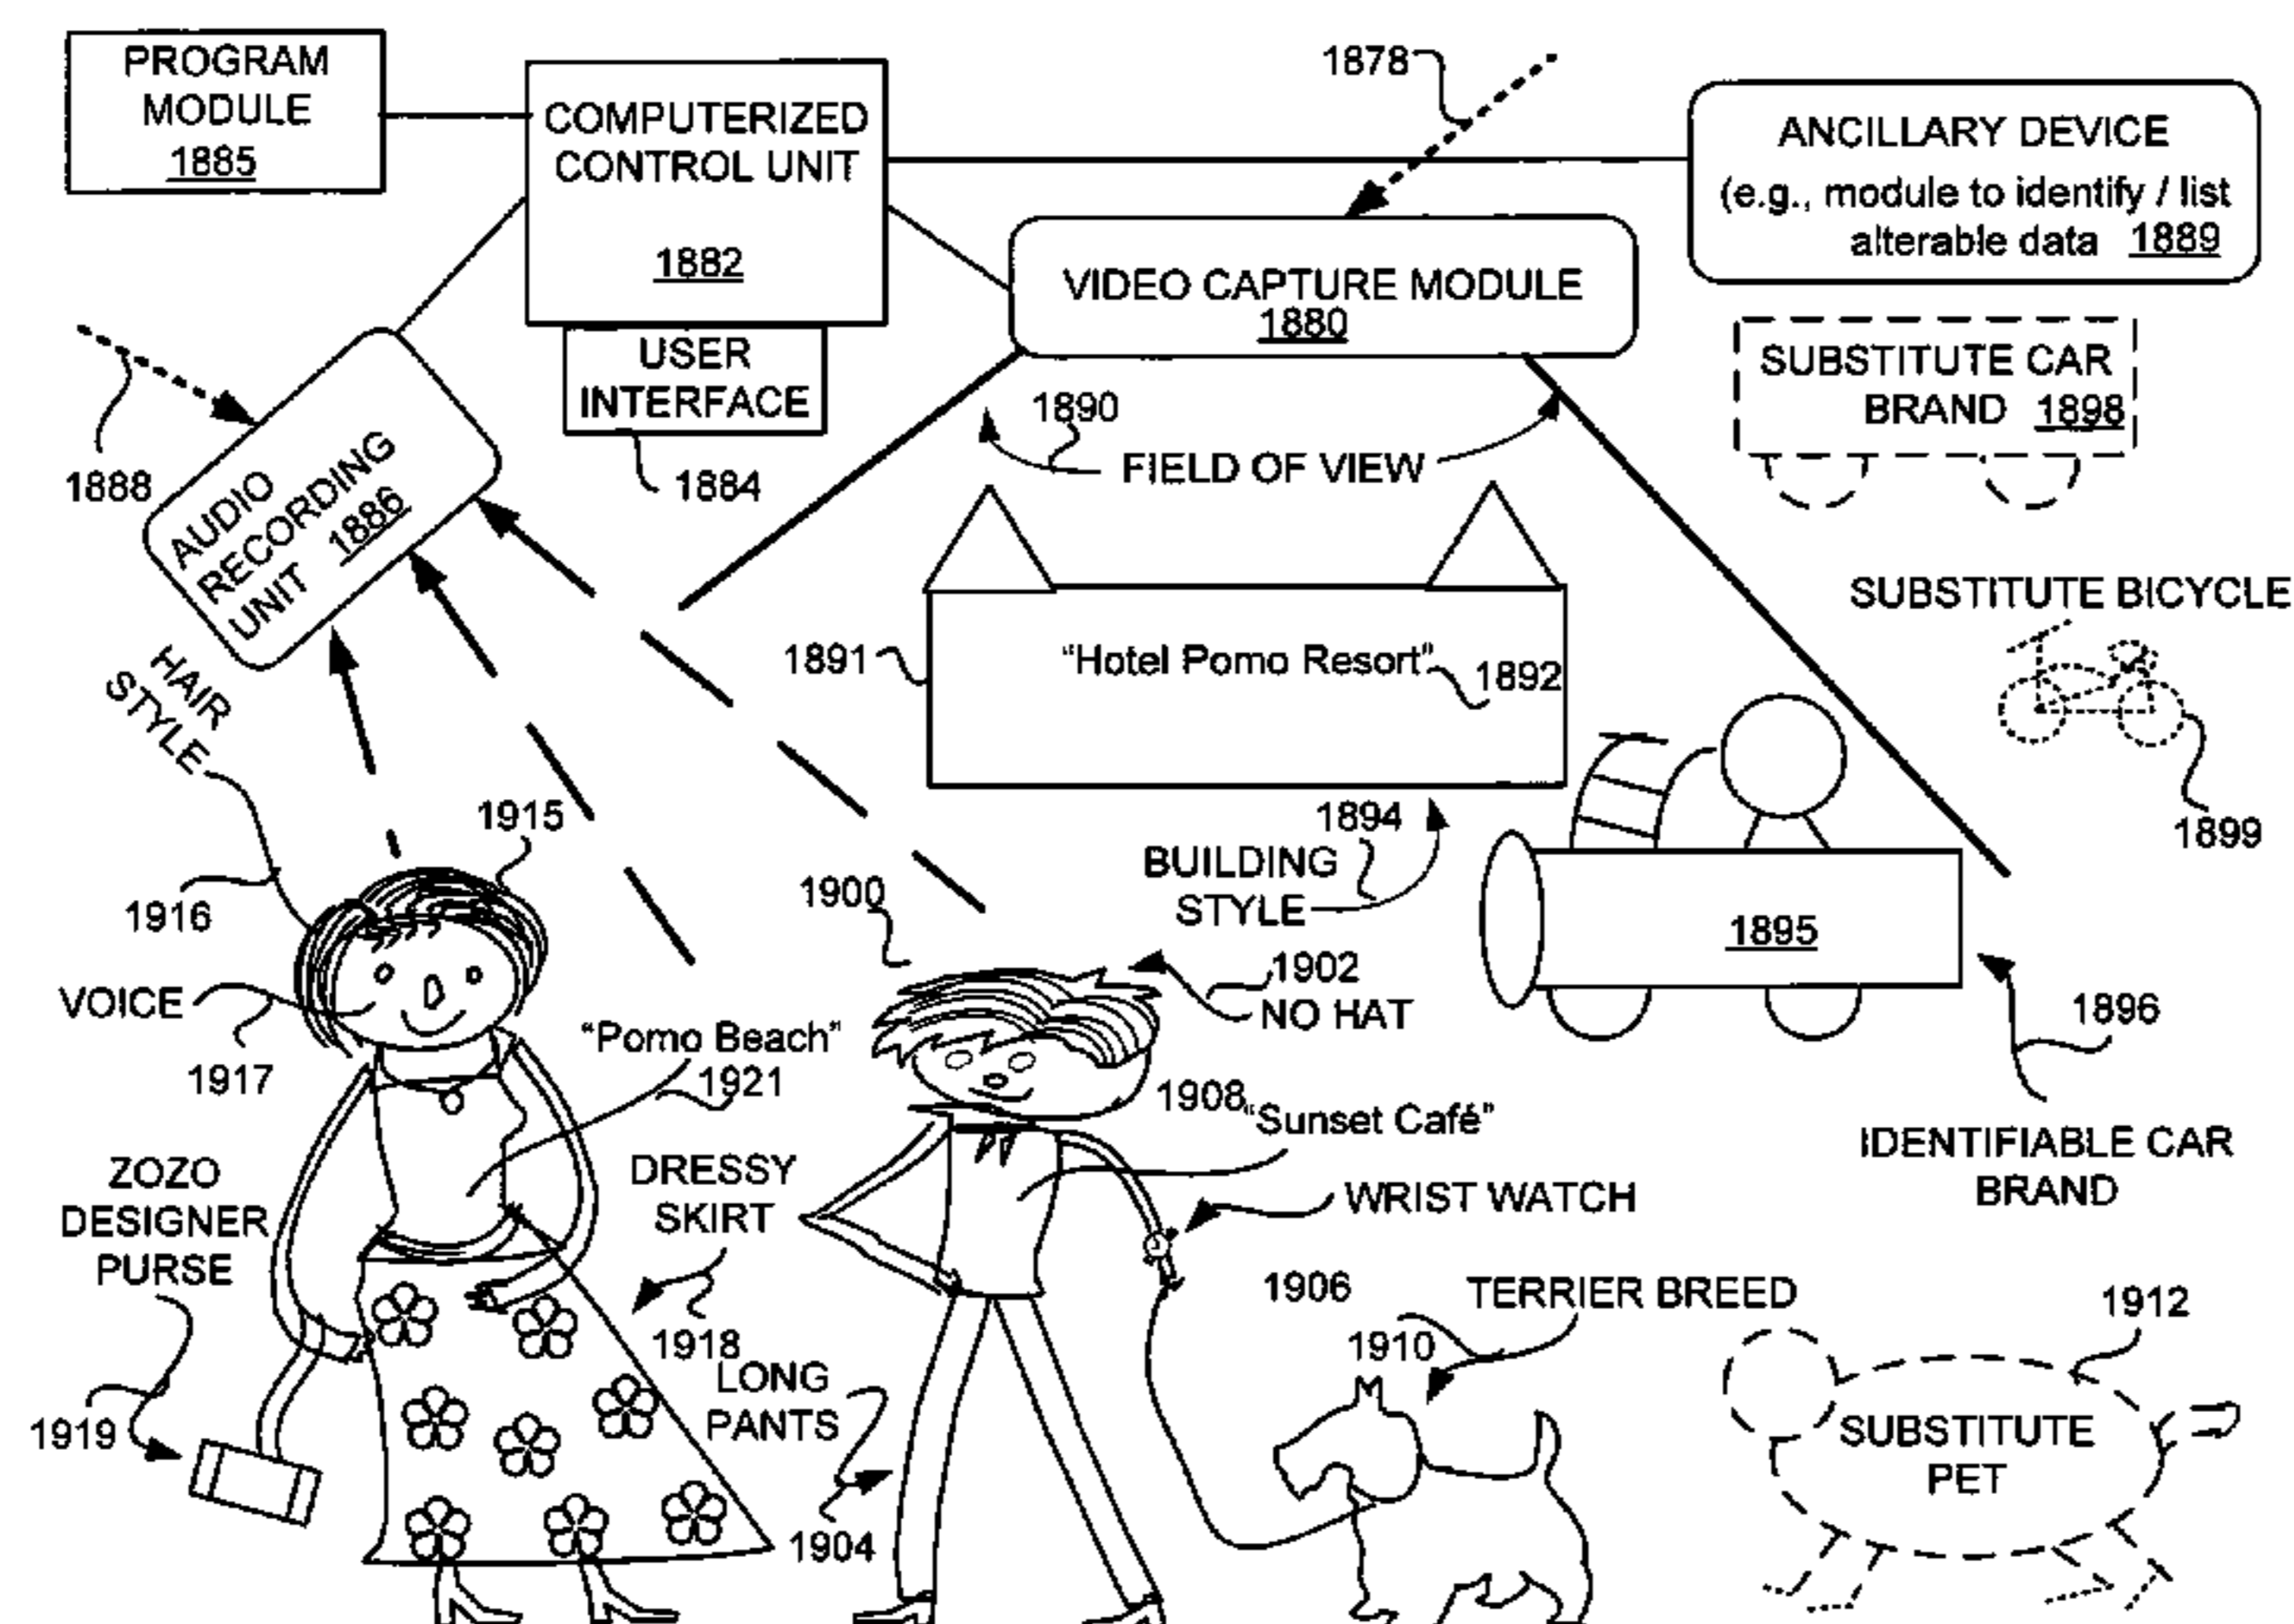 PROGRAM
MODULE
1885
COMPUTERIZED
CONTROL UNIT
1882
USER
INTERFACE
1884
1878
ANCILLARY DEVICE
(e.g., module to identify / list
alterable data 1889
VIDEO CAPTURE MODULE
1880
1888
AUDIO
RECORDING
UNIT 1886
1890
FIELD OF VIEW
SUBSTITUTE CAR
BRAND 1898
SUBSTITUTE BICYCLE
1899
1891
"Hotel Pomo Resort"
1892
1894
BUILDING
STYLE
1895
1896
IDENTIFIABLE CAR
BRAND
HAIR
STYLE
1916
1915
VOICE
1917
"Pomo Beach"
1921
1900
1902
NO HAT
1908
"Sunset Café"
WRIST WATCH
1906
ZOZO
DESIGNER
PURSE
1919
DRESSY
SKIRT
1918
LONG
PANTS
1904
TERRIER BREED
1910
1912
SUBSTITUTE
PET